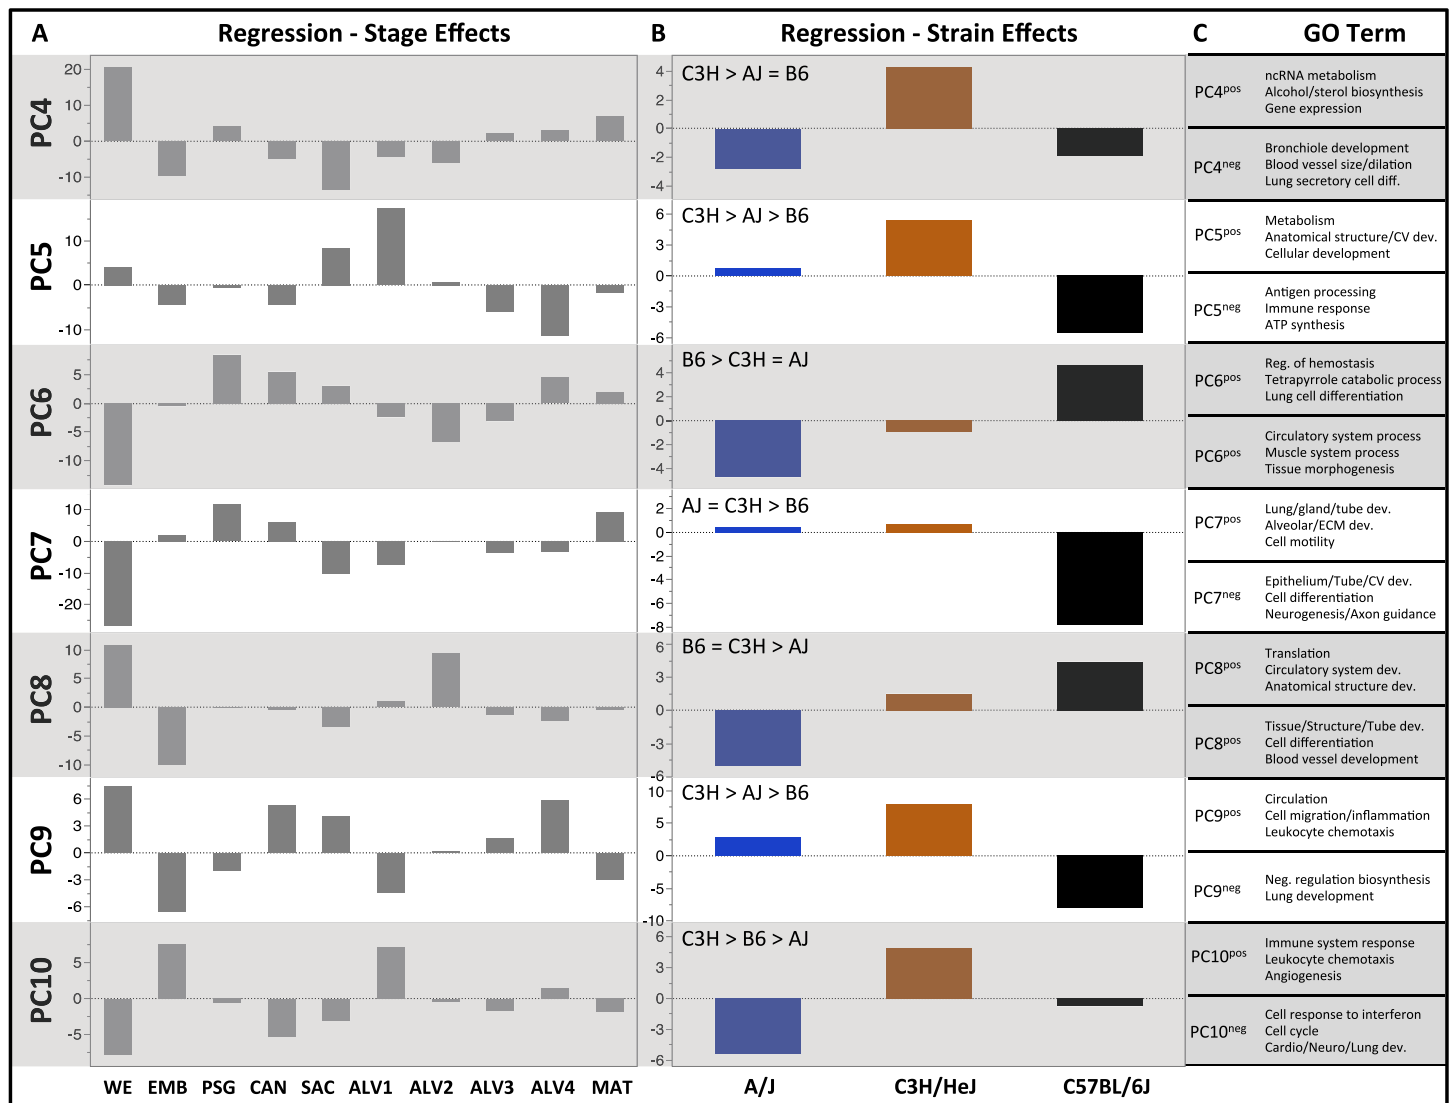 A Regression - Stage Effects B Regression - Strain Effects C GO Term
PC4
20
10
0
-10
C3H > AJ = B6
4
2
0
-2
-4
PC4pos
ncRNA metabolism
Alcohol/sterol biosynthesis
Gene expression
PC4neg
Bronchiole development
Blood vessel size/dilation
Lung secretory cell diff.
PC5
10
0
-10
C3H > AJ > B6
6
3
0
-3
-6
PC5pos
Metabolism
Anatomical structure/CV dev.
Cellular development
PC5neg
Antigen processing
Immune response
ATP synthesis
PC6
5
0
-5
-10
B6 > C3H = AJ
4
2
0
-2
-4
PC6pos
Reg. of hemostasis
Tetrapyrrole catabolic process
Lung cell differentiation
PC6pos
Circulatory system process
Muscle system process
Tissue morphogenesis
PC7
10
0
-10
-20
AJ = C3H > B6
2
0
-2
-4
-6
-8
PC7pos
Lung/gland/tube dev.
Alveolar/ECM dev.
Cell motility
PC7neg
Epithelium/Tube/CV dev.
Cell differentiation
Neurogenesis/Axon guidance
PC8
10
5
0
-5
-10
B6 = C3H > AJ
6
3
0
-3
-6
PC8pos
Translation
Circulatory system dev.
Anatomical structure dev.
PC8pos
Tissue/Structure/Tube dev.
Cell differentiation
Blood vessel development
PC9
6
3
0
-3
-6
C3H > AJ > B6
10
5
0
-5
-10
PC9pos
Circulation
Cell migration/inflammation
Leukocyte chemotaxis
PC9neg
Neg. regulation biosynthesis
Lung development
PC10
5
0
-5
C3H > B6 > AJ
6
3
0
-3
-6
PC10pos
Immune system response
Leukocyte chemotaxis
Angiogenesis
PC10neg
Cell response to interferon
Cell cycle
Cardio/Neuro/Lung dev.
WE EMB PSG CAN SAC ALV1 ALV2 ALV3 ALV4 MAT A/J C3H/HeJ C57BL/6J